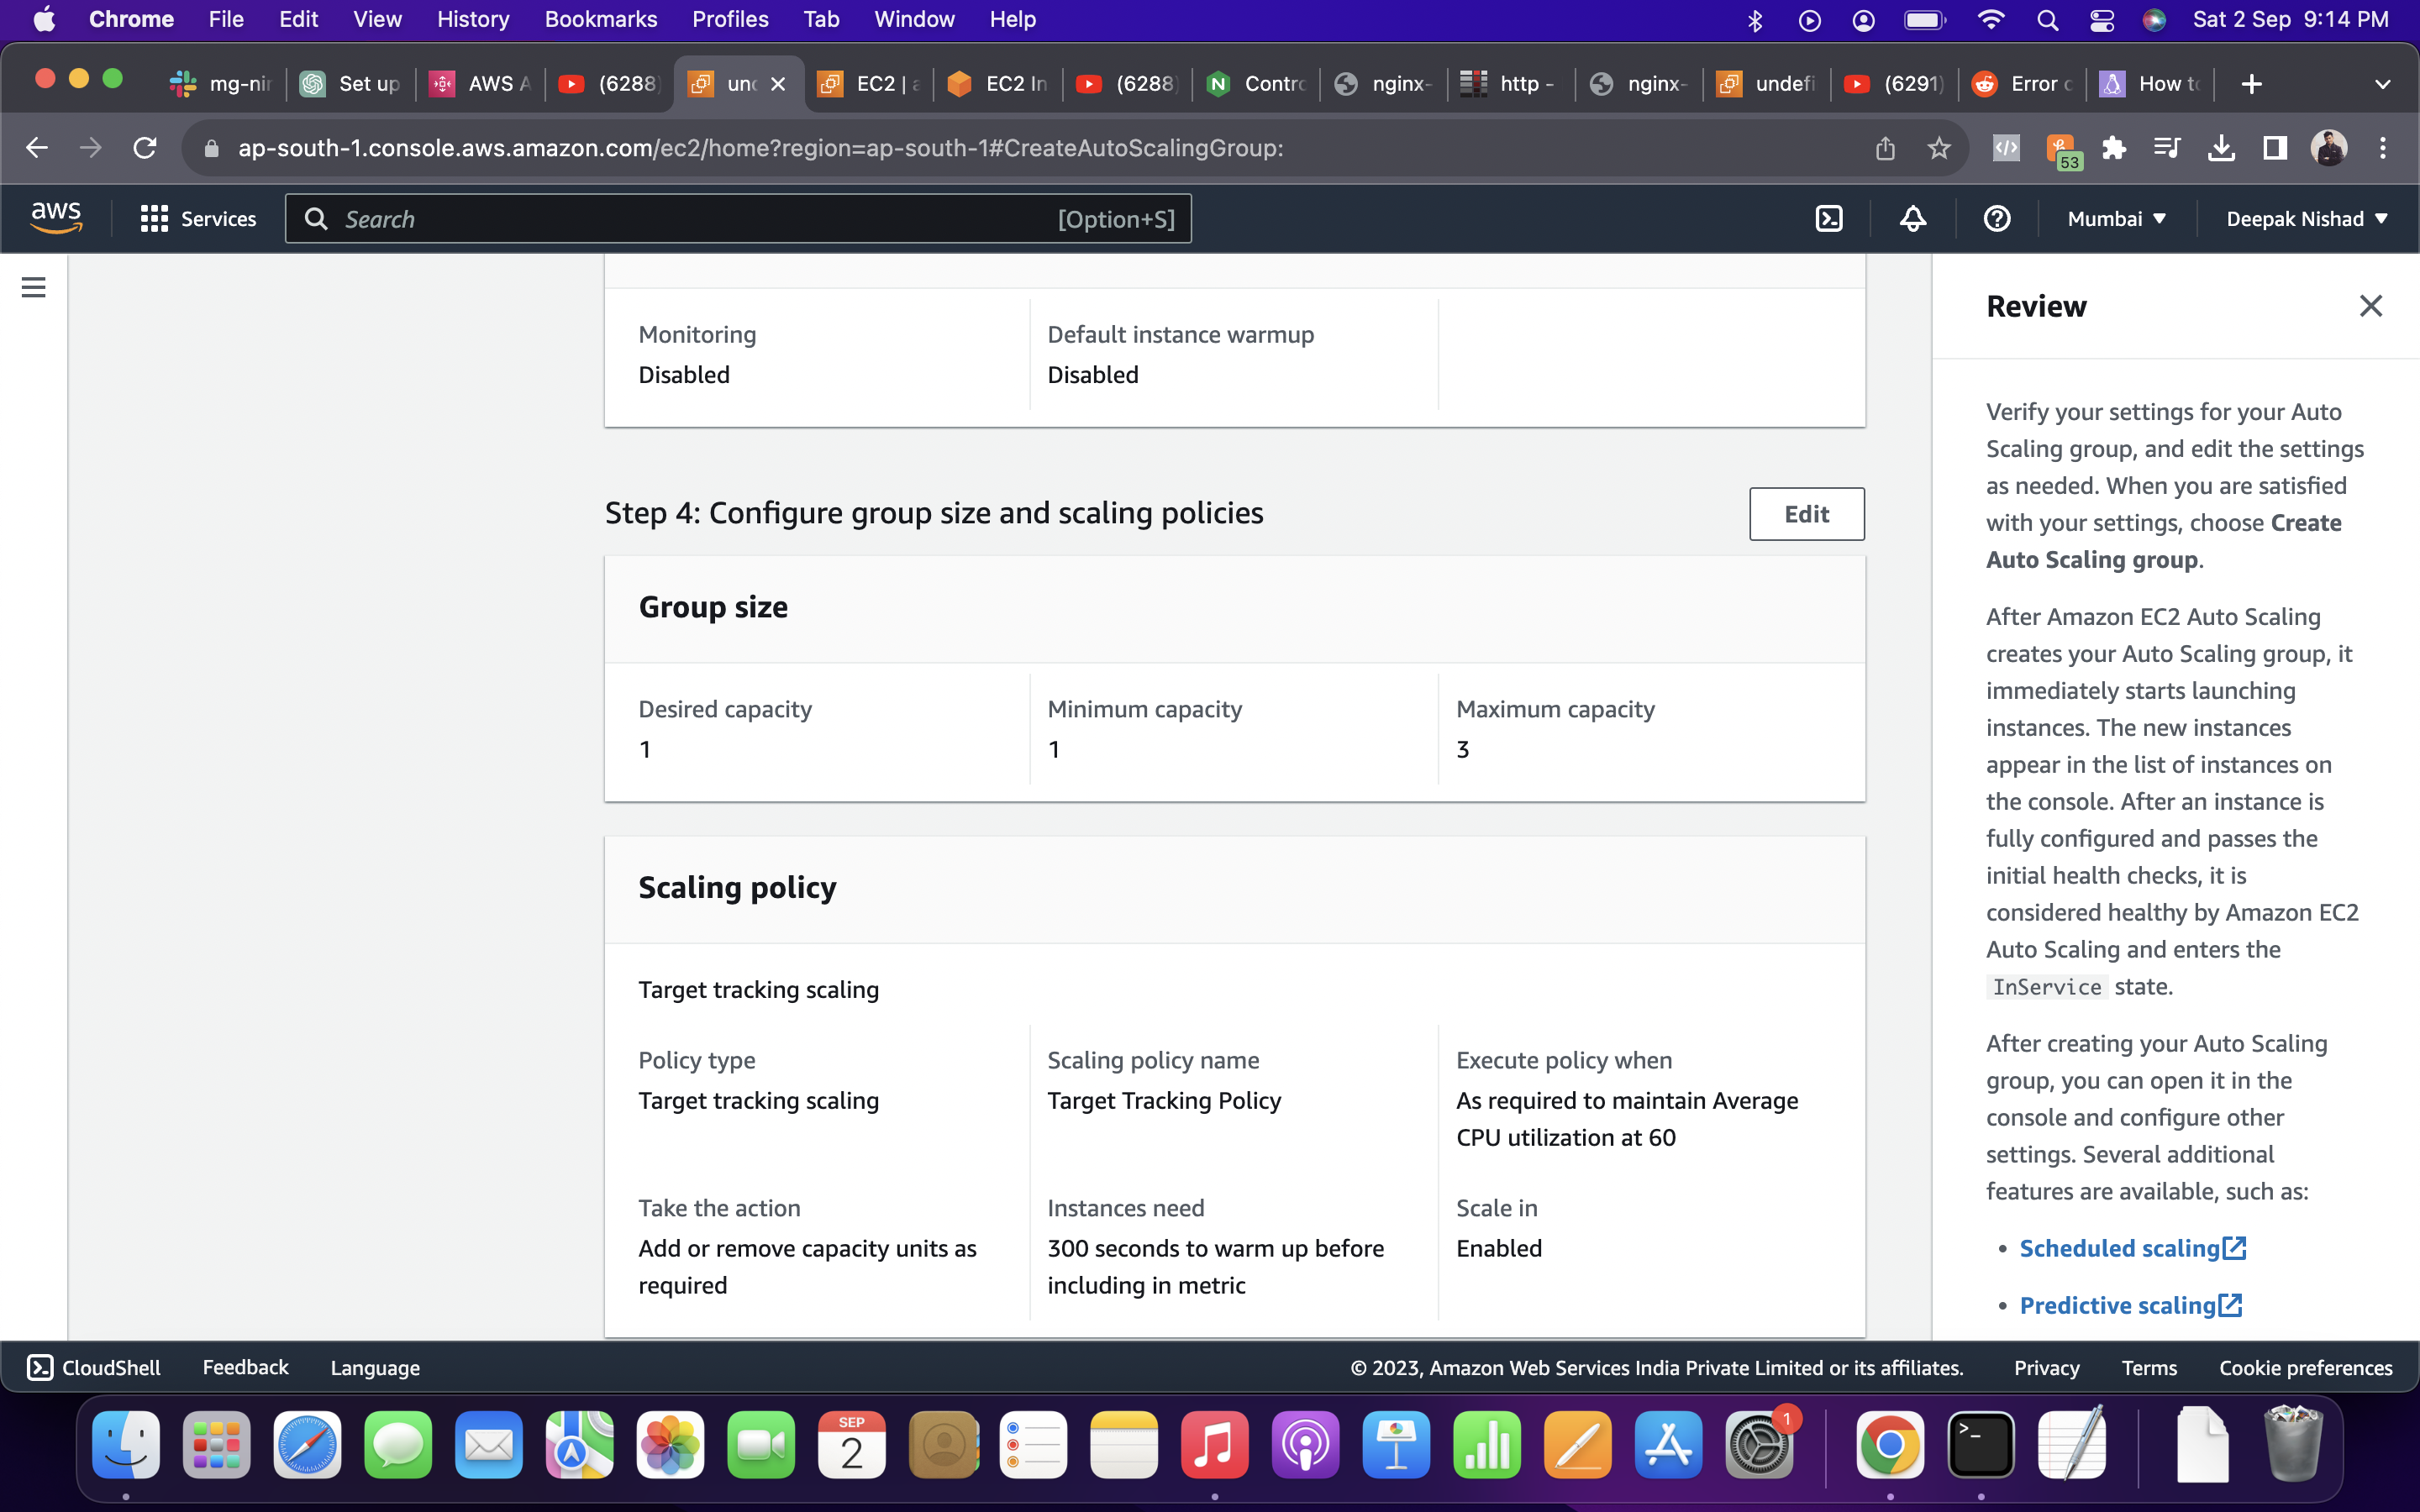 Chrome File Edit View History Bookmarks Profiles Tab Window Help Sat 2 Sep 9:14 PM
mg-nin Set up AWS A (6288) und EC2 | a EC2 In (6288) Contro nginx- http - nginx- undefi (6291) Error c How to
ap-south-1.console.aws.amazon.com/ec2/home?region=ap-south-1#CreateAutoScalingGroup:
53
aws Services Search [Option+S] Mumbai Deepak Nishad
Monitoring
Disabled
Default instance warmup
Disabled
Step 4: Configure group size and scaling policies
Edit
Group size
Desired capacity
1
Minimum capacity
1
Maximum capacity
3
Scaling policy
Target tracking scaling
Policy type
Target tracking scaling
Scaling policy name
Target Tracking Policy
Execute policy when
As required to maintain Average
CPU utilization at 60
Take the action
Add or remove capacity units as
required
Instances need
300 seconds to warm up before
including in metric
Scale in
Enabled
Review
Verify your settings for your Auto
Scaling group, and edit the settings
as needed. When you are satisfied
with your settings, choose Create
Auto Scaling group.
After Amazon EC2 Auto Scaling
creates your Auto Scaling group, it
immediately starts launching
instances. The new instances
appear in the list of instances on
the console. After an instance is
fully configured and passes the
initial health checks, it is
considered healthy by Amazon EC2
Auto Scaling and enters the
InService state.
After creating your Auto Scaling
group, you can open it in the
console and configure other
settings. Several additional
features are available, such as:
• Scheduled scaling
• Predictive scaling
CloudShell Feedback Language © 2023, Amazon Web Services India Private Limited or its affiliates. Privacy Terms Cookie preferences
SEP
2
1